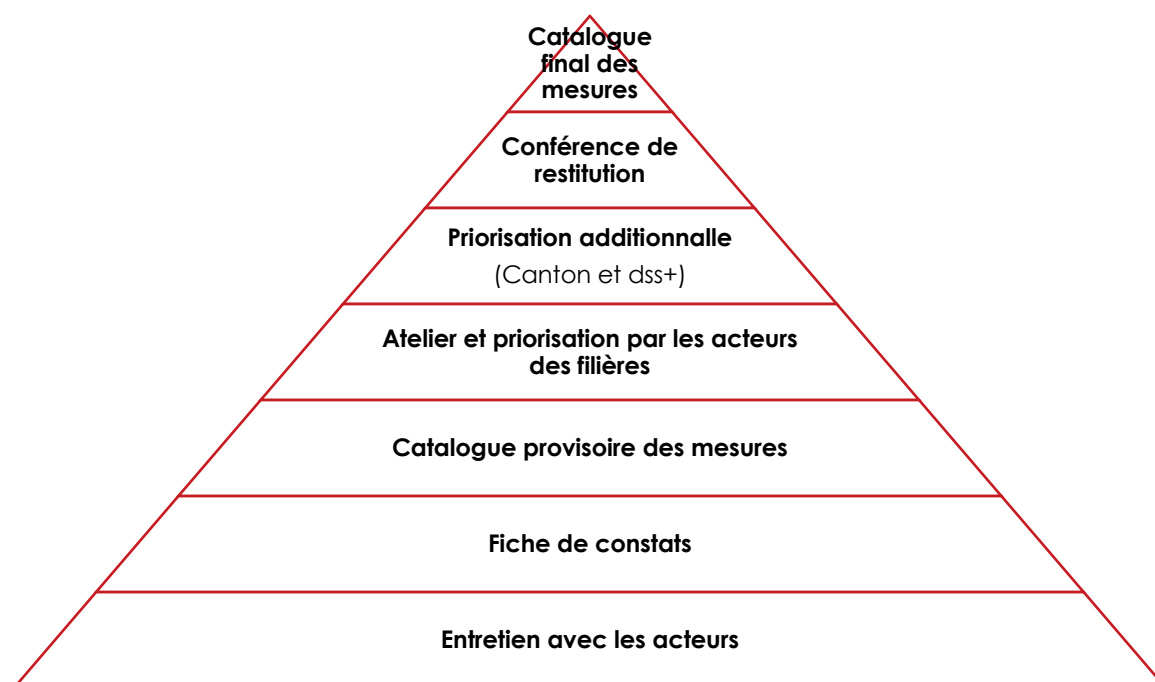 Catalogue
final des
mesures
Conférence de
restitution
Priorisation additionnalle
(Canton et dss+)
Atelier et priorisation par les acteurs
des filières
Catalogue provisoire des mesures
Fiche de constats
Entretien avec les acteurs